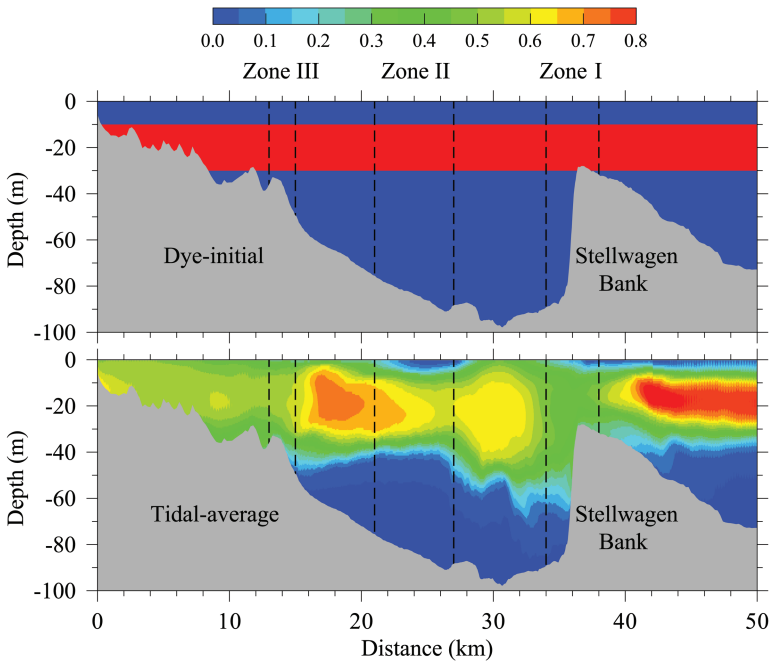 0.0 0.1 0.2 0.3 0.4 0.5 0.6 0.7 0.8
Zone III Zone II Zone I
0
-20
-40
-60
-80
-100
Depth (m)
Dye-initial
Stellwagen
Bank
0
-20
-40
-60
-80
-100
Depth (m)
Tidal-average
Stellwagen
Bank
0 10 20 30 40 50
Distance (km)